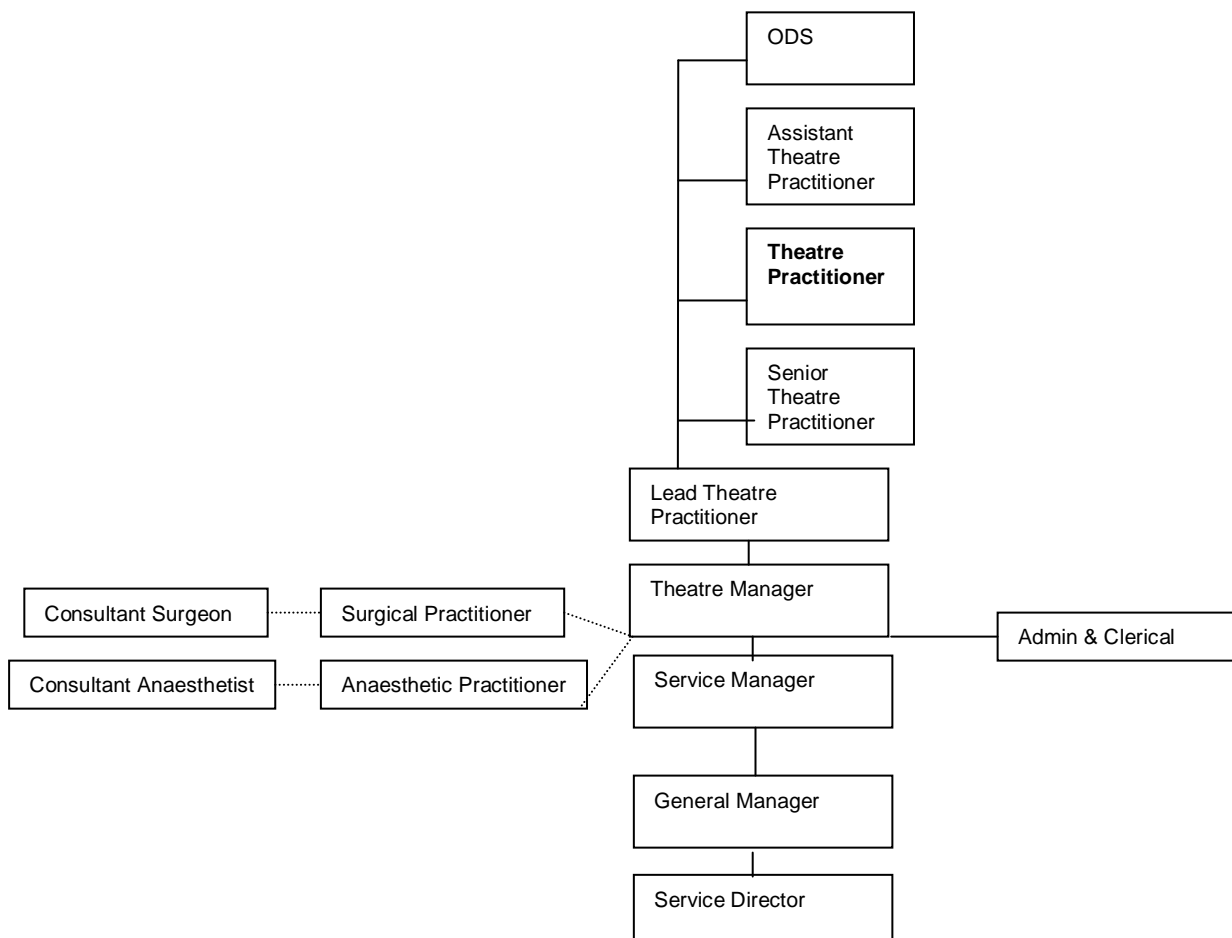 ODS
Assistant
Theatre
Practitioner
Theatre
Practitioner
Senior
Theatre
Practitioner
Lead Theatre
Practitioner
Theatre Manager
Consultant Surgeon
Surgical Practitioner
Admin & Clerical
Consultant Anaesthetist
Anaesthetic Practitioner
Service Manager
General Manager
Service Director